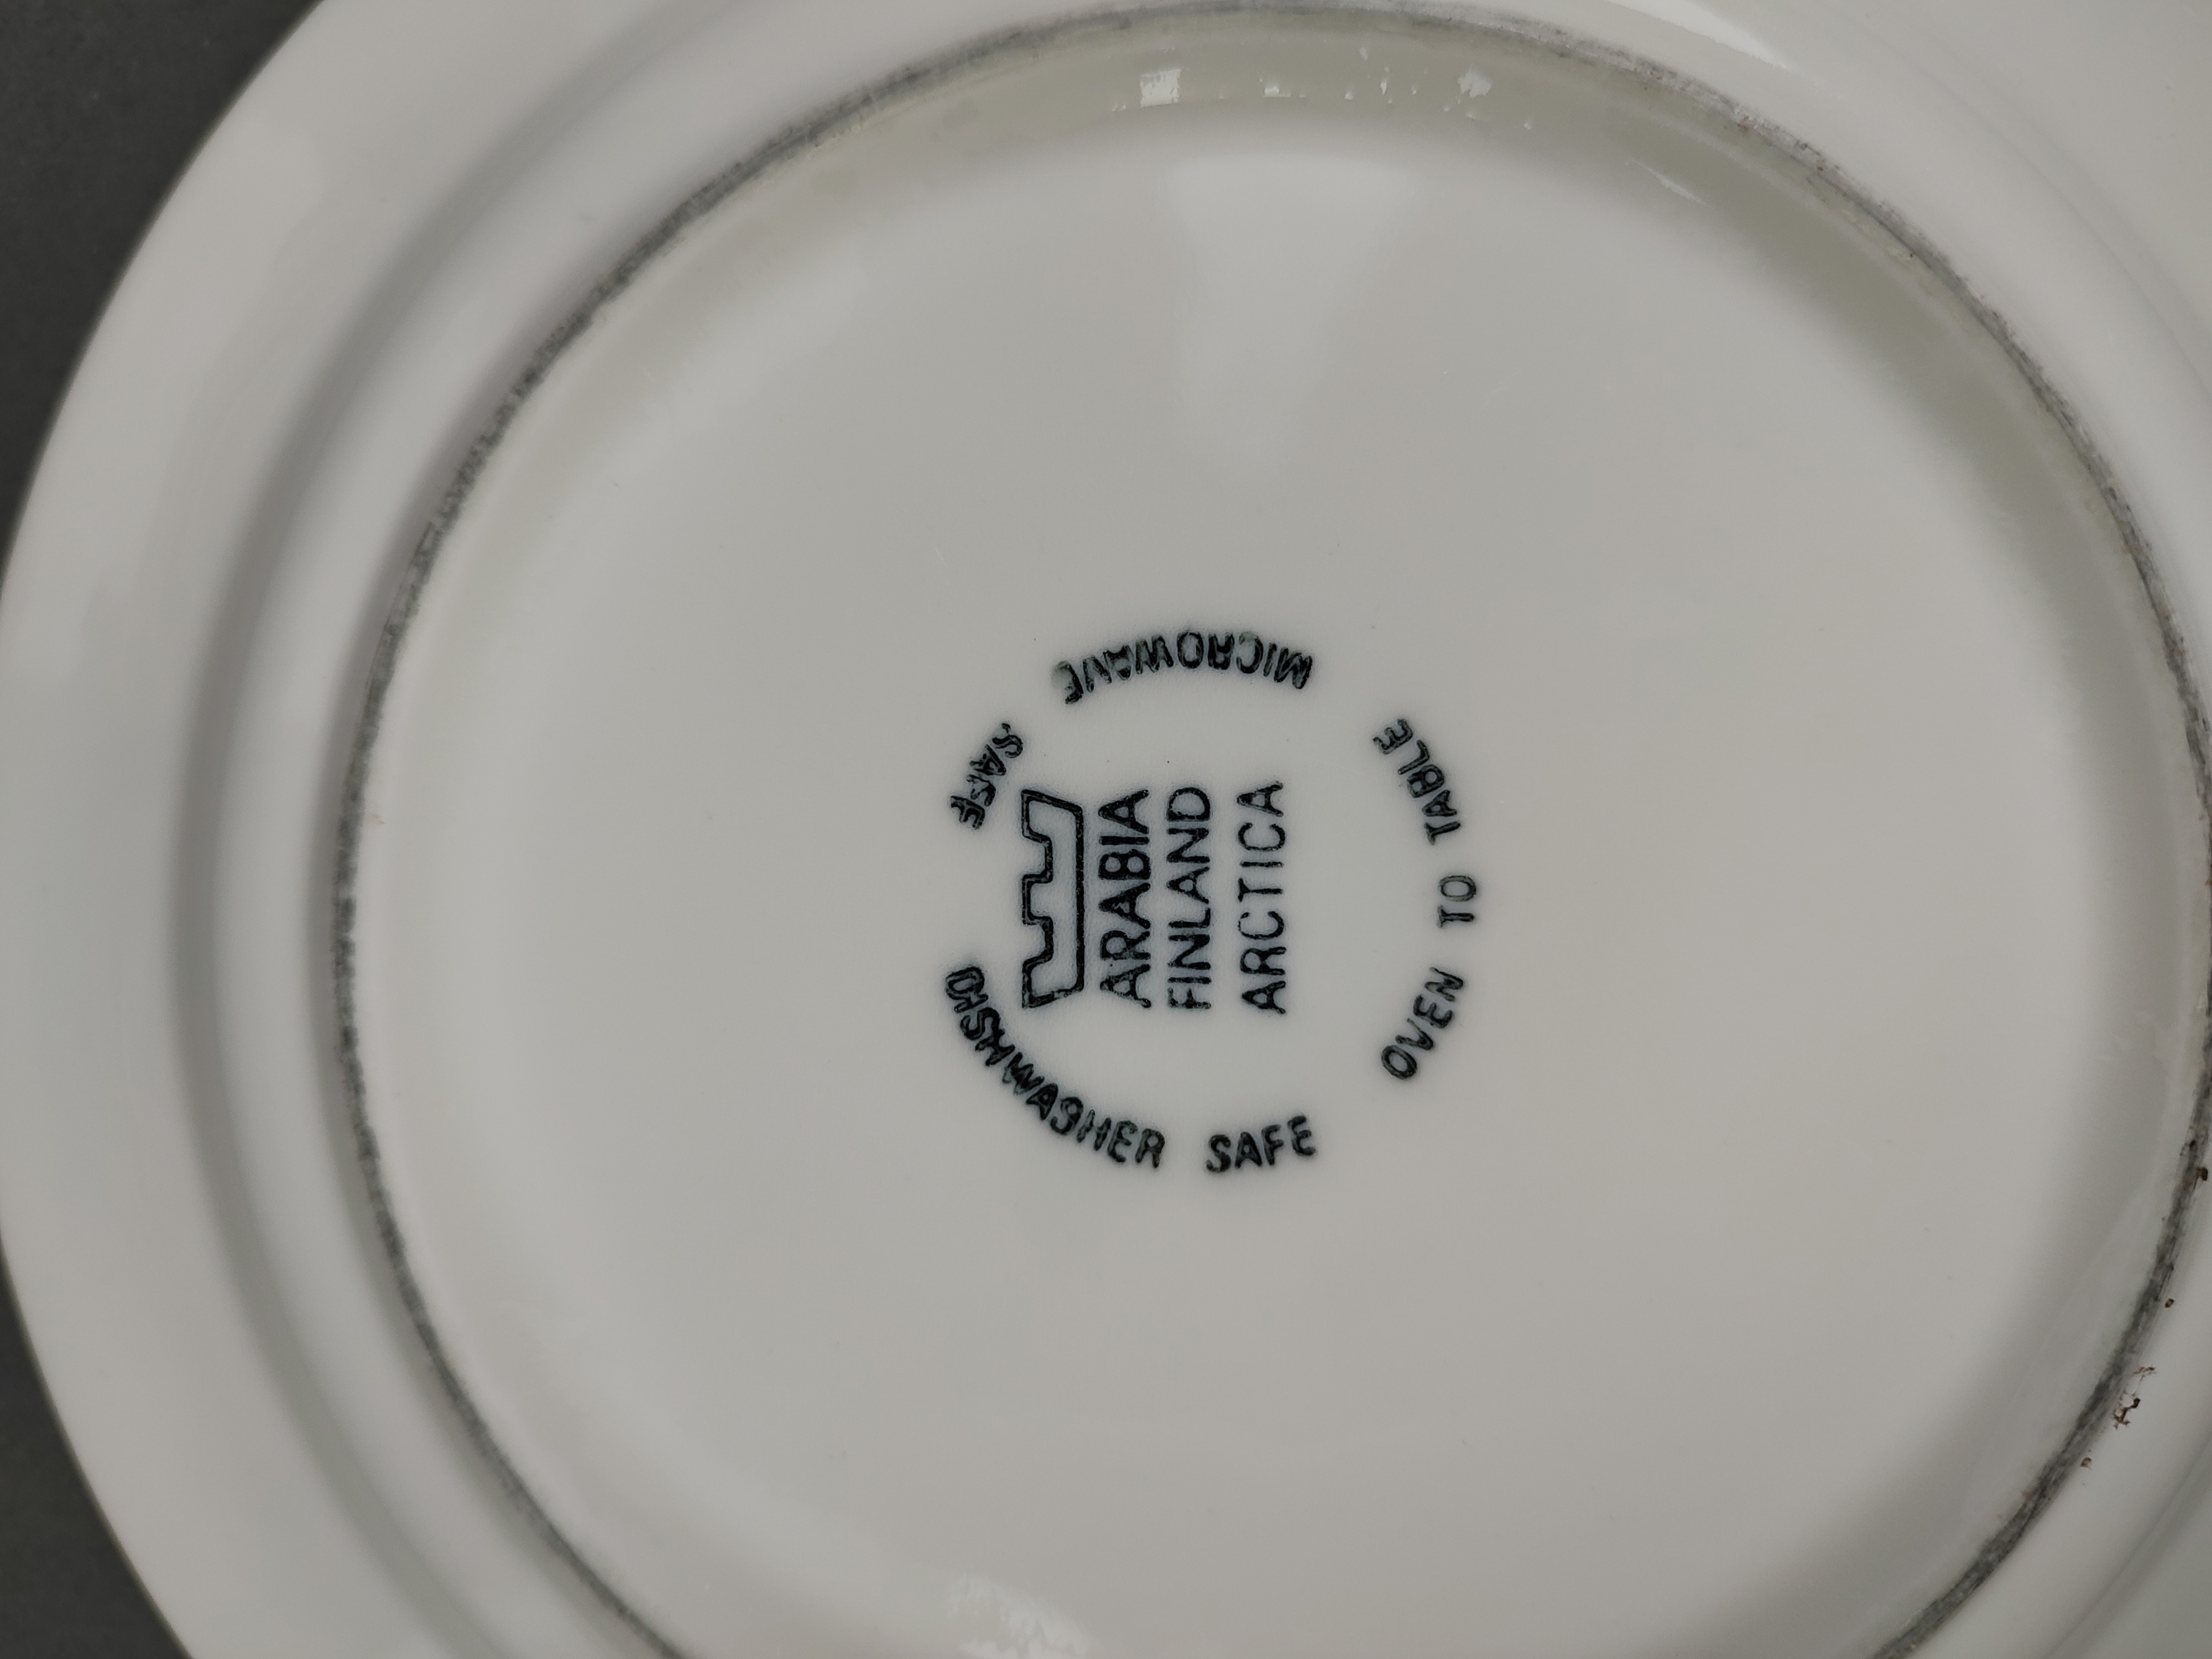 ARABIA
FINLAND
ARCTICA
DISHWASHER SAFE
OVEN TO TABLE
MICROWAVE SAFE